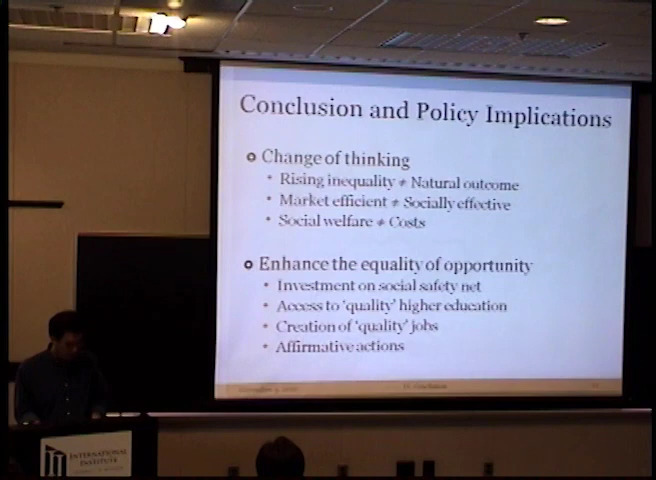 Conclusion and Policy Implications
Change of thinking
Rising inequality ≠ Natural outcome
Market efficient ≠ Socially effective
Social welfare ≠ Costs
Enhance the equality of opportunity
Investment on social safety net
Access to 'quality' higher education
Creation of 'quality' jobs
Affirmative actions
INTERNATIONAL
INSTITUTE